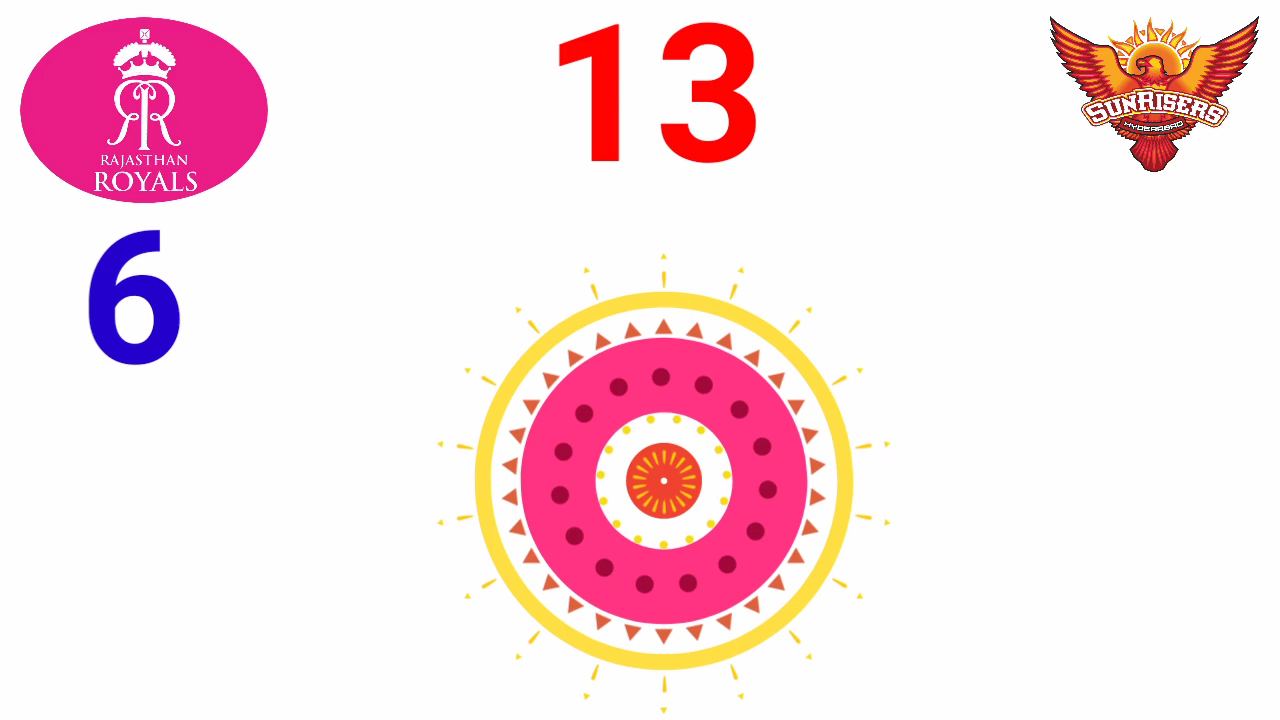 13
RAJASTHAN
ROYALS
SUNRISERS
HYDERABAD
6